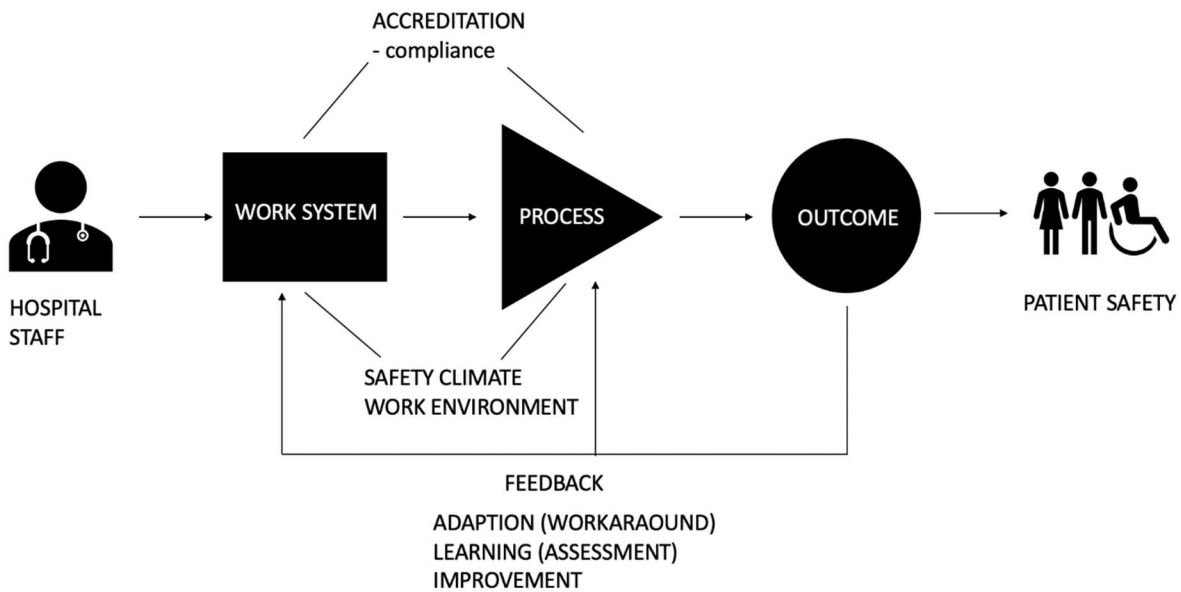 ACCREDITATION
- compliance
WORK SYSTEM
PROCESS
OUTCOME
HOSPITAL
STAFF
PATIENT SAFETY
SAFETY CLIMATE
WORK ENVIRONMENT
FEEDBACK
ADAPTION (WORKARAOUND)
LEARNING (ASSESSMENT)
IMPROVEMENT